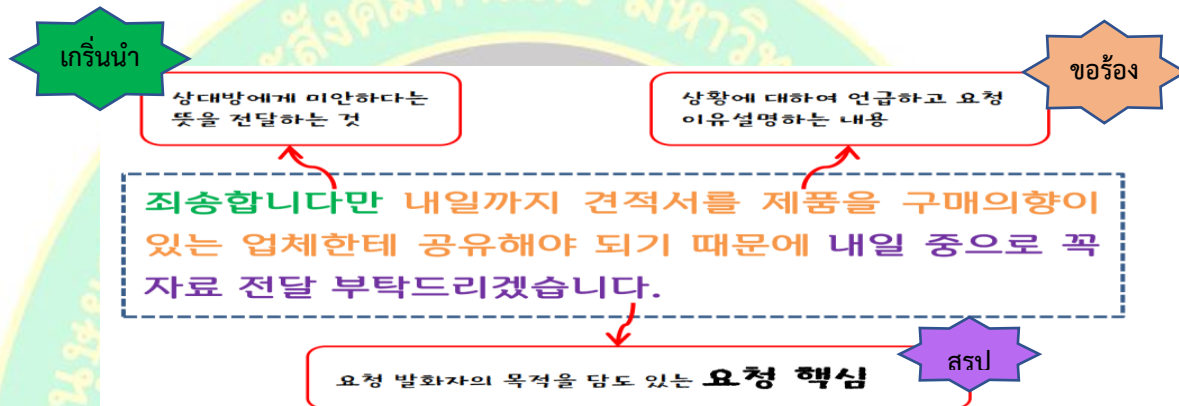 เกริ่นนำ
ขอร้อง
상대방에게 미안하다는
뜻을 전달하는 것
상황에 대하여 언급하고 요청
이유설명하는 내용
죄송합니다만 내일까지 견적서를 제품을 구매의향이
있는 업체한테 공유해야 되기 때문에 내일 중으로 꼭
자료 전달 부탁드리겠습니다.
สรุป
요청 발화자의 목적을 담도 있는 요청 핵심